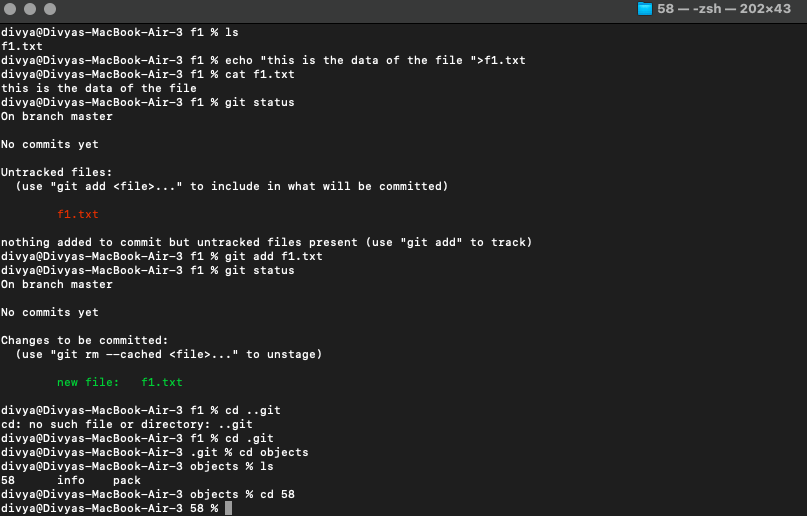 58 — -zsh — 202×43
divya@Divyas-MacBook-Air-3 f1 % ls
f1.txt
divya@Divyas-MacBook-Air-3 f1 % echo "this is the data of the file ">f1.txt
divya@Divyas-MacBook-Air-3 f1 % cat f1.txt
this is the data of the file
divya@Divyas-MacBook-Air-3 f1 % git status
On branch master

No commits yet

Untracked files:
  (use "git add <file>..." to include in what will be committed)

        f1.txt

nothing added to commit but untracked files present (use "git add" to track)
divya@Divyas-MacBook-Air-3 f1 % git add f1.txt
divya@Divyas-MacBook-Air-3 f1 % git status
On branch master

No commits yet

Changes to be committed:
  (use "git rm --cached <file>..." to unstage)

        new file:   f1.txt

divya@Divyas-MacBook-Air-3 f1 % cd ..git
cd: no such file or directory: ..git
divya@Divyas-MacBook-Air-3 f1 % cd .git
divya@Divyas-MacBook-Air-3 .git % cd objects
divya@Divyas-MacBook-Air-3 objects % ls
58      info    pack
divya@Divyas-MacBook-Air-3 objects % cd 58
divya@Divyas-MacBook-Air-3 58 %